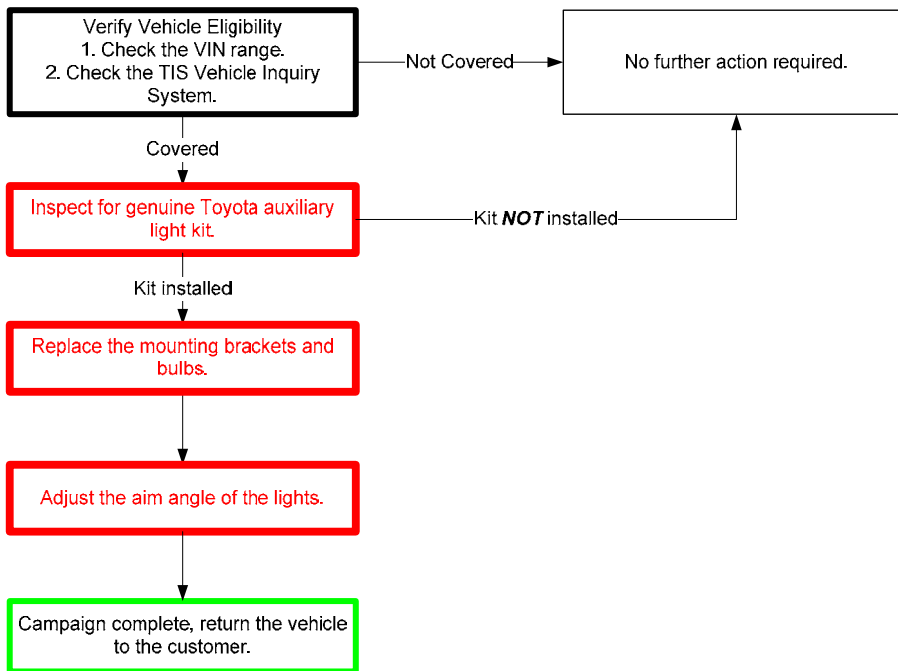 Verify Vehicle Eligibility
1. Check the VIN range.
2. Check the TIS Vehicle Inquiry
System.
Not Covered
No further action required.
Covered
Inspect for genuine Toyota auxiliary
light kit.
Kit NOT installed
Kit installed
Replace the mounting brackets and
bulbs.
Adjust the aim angle of the lights.
Campaign complete, return the vehicle
to the customer.